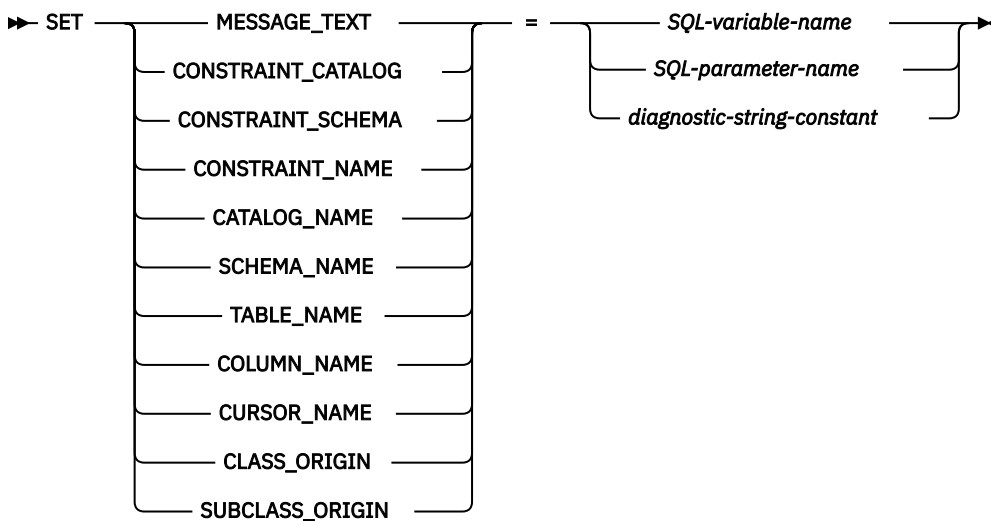 SET MESSAGE_TEXT = SQL-variable-name
CONSTRAINT_CATALOG SQL-parameter-name
CONSTRAINT_SCHEMA diagnostic-string-constant
CONSTRAINT_NAME
CATALOG_NAME
SCHEMA_NAME
TABLE_NAME
COLUMN_NAME
CURSOR_NAME
CLASS_ORIGIN
SUBCLASS_ORIGIN